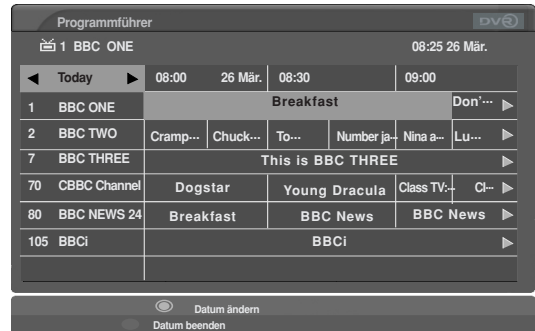 Programmführer DVR
1 BBC ONE 08:25 26 Mär.
Today 08:00 26 Mär. 08:30 09:00
1 BBC ONE Breakfast Don'···
2 BBC TWO Cramp··· Chuck··· To··· Number ja··· Nina a··· Lu···
7 BBC THREE This is BBC THREE
70 CBBC Channel Dogstar Young Dracula Class TV:··· Cl···
80 BBC NEWS 24 Breakfast BBC News BBC News
105 BBCi BBCi
Datum ändern
Datum beenden